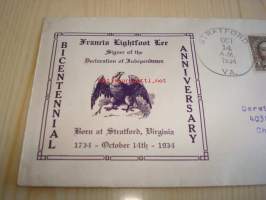 Francis Lightfoot Lee
Signer of the
Declaration of Independence
BICENTENNIAL
ANNIVERSARY
Born at Stratford, Virginia
1734 - October 14th - 1934
STRATFORD
OCT
14
A.M.
1934
VA.